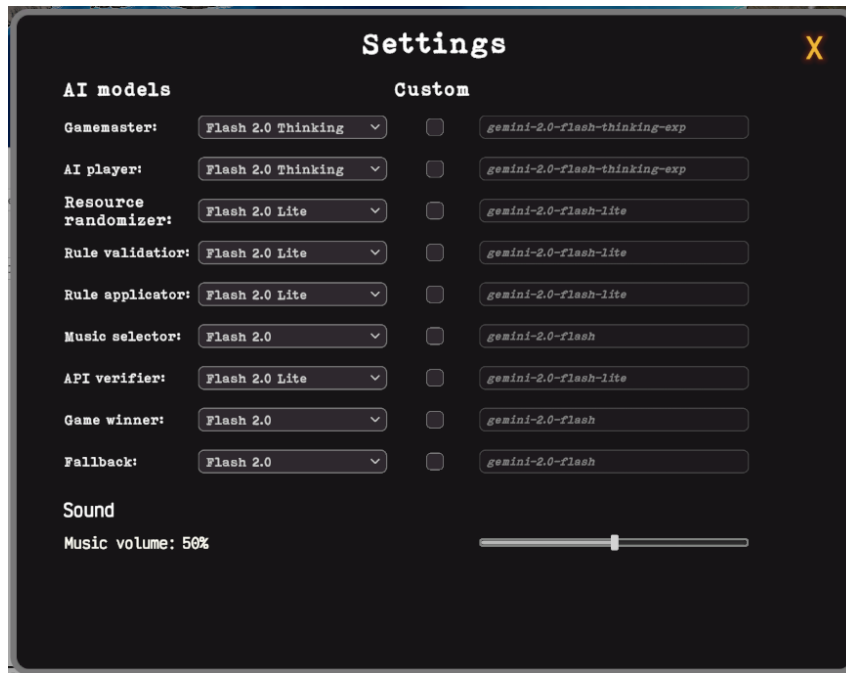 Settings
X
AI models Custom
Gamemaster: Flash 2.0 Thinking gemini-2.0-flash-thinking-exp
AI player: Flash 2.0 Thinking gemini-2.0-flash-thinking-exp
Resource
randomizer: Flash 2.0 Lite gemini-2.0-flash-lite
Rule validatior: Flash 2.0 Lite gemini-2.0-flash-lite
Rule applicator: Flash 2.0 Lite gemini-2.0-flash-lite
Music selector: Flash 2.0 gemini-2.0-flash
API verifier: Flash 2.0 Lite gemini-2.0-flash-lite
Game winner: Flash 2.0 gemini-2.0-flash
Fallback: Flash 2.0 gemini-2.0-flash
Sound
Music volume: 50%